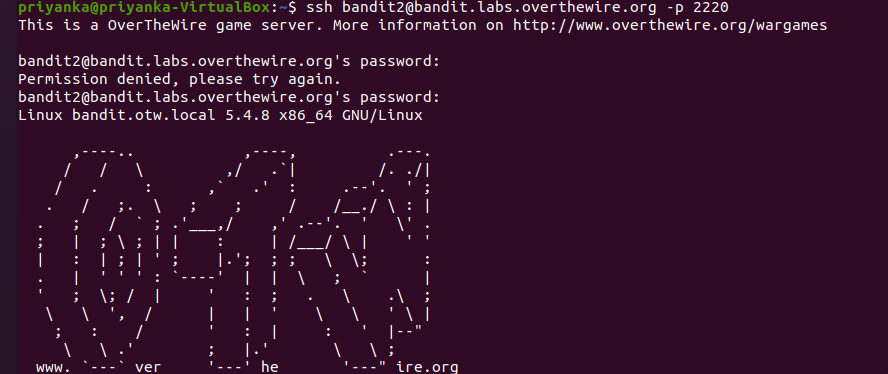 priyanka@priyanka-VirtualBox:~$ ssh bandit2@bandit.labs.overthewire.org -p 2220
This is a OverTheWire game server. More information on http://www.overthewire.org/wargames
bandit2@bandit.labs.overthewire.org's password:
Permission denied, please try again.
bandit2@bandit.labs.overthewire.org's password:
Linux bandit.otw.local 5.4.8 x86_64 GNU/Linux
      ,----..            ,----,          .---.
     /   /   \         ,/   .`|         /. ./|
    /   .     :      ,`   .'  :     .--'.  ' ;
   .   /   ;.  \   ;    ;     /    /__./ \ : |
  .   ;   /  ` ; .'___,/    ,' .--'.  '   \' .
  ;   |  ; \ ; | |    :     | /___/ \ |    ' '
  |   :  | ; | ' ;    |.';  ; ;   \  \;      :
  .   |  ' ' ' : `----'  |  |  \   ;  `      |
  '   ;  \; /  |     '   :  ;   .   \    .\  ;
   \   \  ',  /      |   |  '    \   \   ' \ |
    ;   :    /       '   :  |     :   '  |--"
     \   \ .'        ;   |.'       \   \ ;
  www. `---` ver     '---' he       '---" ire.org